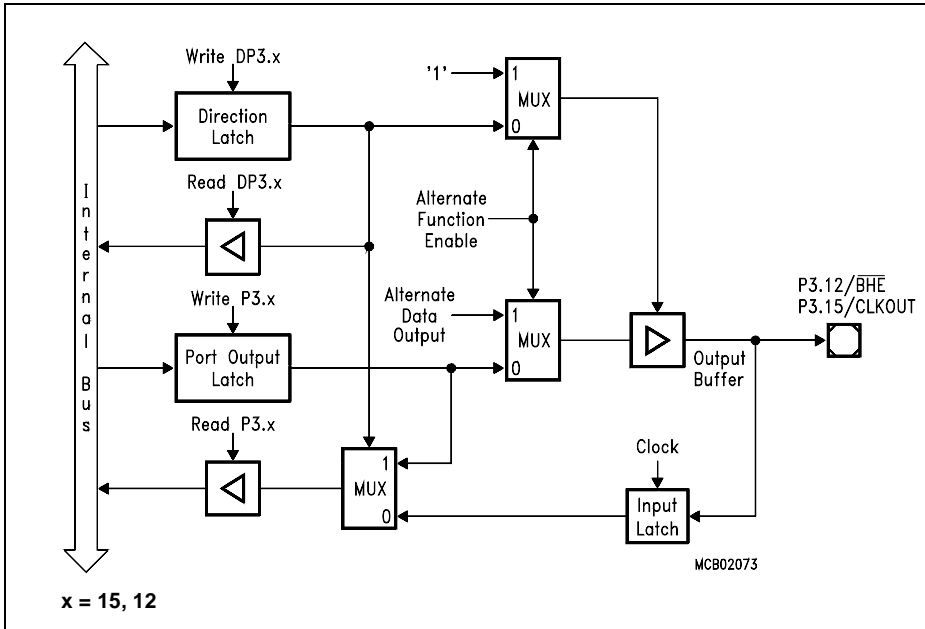 Write DP3.x
Direction
Latch
'1'
1
MUX
0
Read DP3.x
Alternate
Function
Enable
Internal Bus
Write P3.x
Port Output
Latch
Alternate
Data
Output
1
MUX
0
Output
Buffer
P3.12/B̅H̅E̅
P3.15/CLKOUT
Read P3.x
1
MUX
0
Clock
Input
Latch
MCB02073
x = 15, 12